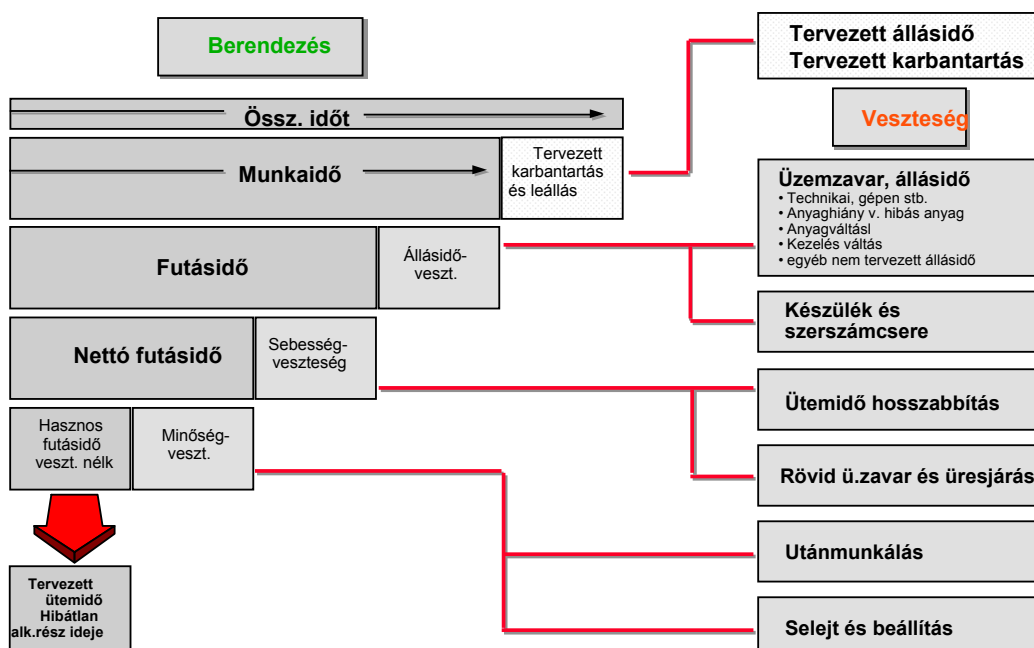 Berendezés
Tervezett állásidő
Tervezett karbantartás
Össz. időt
Veszteség
Munkaidő
Tervezett
karbantartás
és leállás
Üzemzavar, állásidő
• Technikai, gépen stb.
• Anyaghiány v. hibás anyag
• Anyagváltásl
• Kezelés váltás
• egyéb nem tervezett állásidő
Futásidő
Állásidő-
veszt.
Készülék és
szerszámcsere
Nettó futásidő
Sebesség-
veszteség
Ütemidő hosszabbítás
Hasznos
futásidő
veszt. nélk
Minőség-
veszt.
Rövid ü.zavar és üresjárás
Utánmunkálás
Tervezett
ütemidő
Hibátlan
alk.rész ideje
Selejt és beállítás